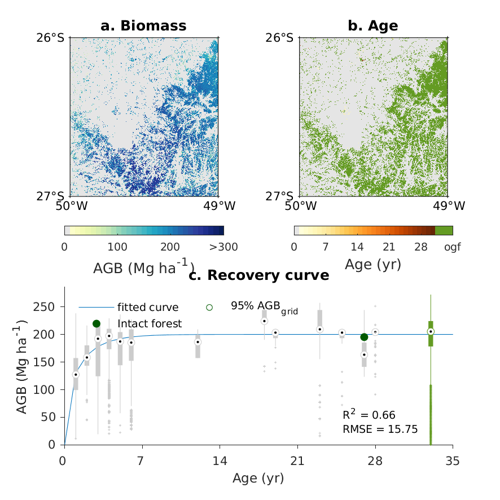 a. Biomass
b. Age
26°S
26°S
27°S
27°S
50°W
49°W
50°W
49°W
0
100
200
>300
0
7
14
21
28
ogf
AGB (Mg ha-1)
Age (yr)
c. Recovery curve
AGB (Mg ha-1)
250
200
150
100
50
0
fitted curve
95% AGBgrid
Intact forest
R2 = 0.66
RMSE = 15.75
0
7
14
21
28
35
Age (yr)